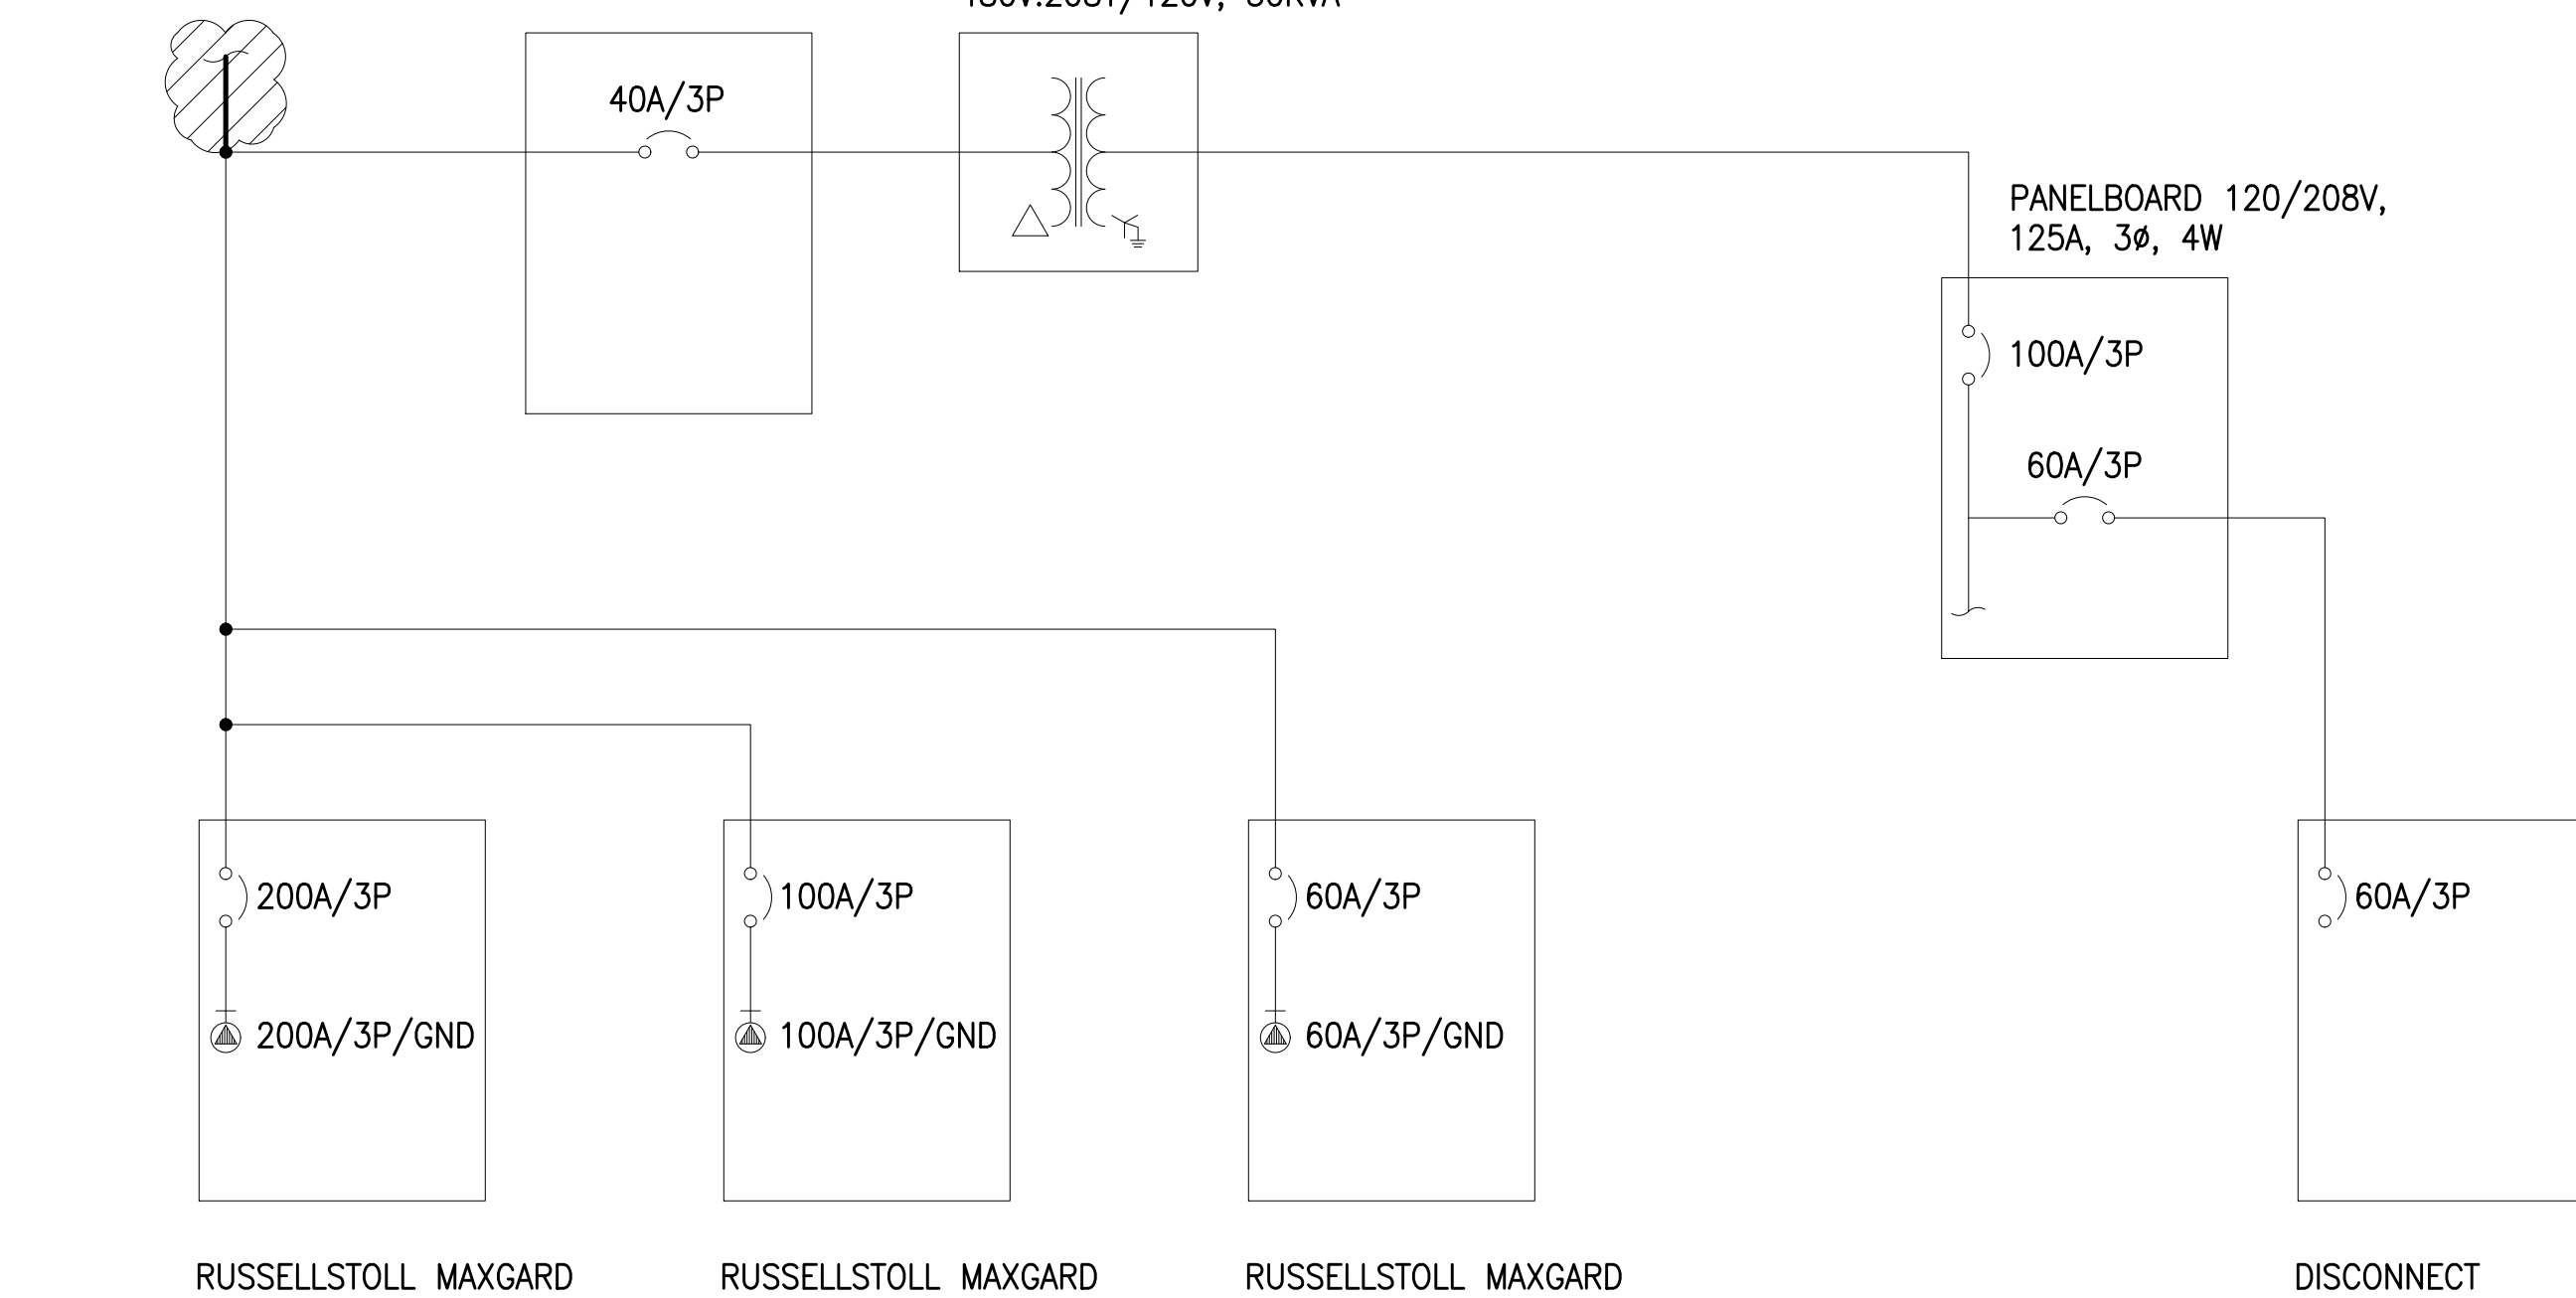 40A/3P
PANELBOARD 120/208V,
125A, 3ø, 4W
100A/3P
60A/3P
200A/3P
100A/3P
60A/3P
60A/3P
200A/3P/GND
100A/3P/GND
60A/3P/GND
RUSSELLSTOLL MAXGARD
RUSSELLSTOLL MAXGARD
RUSSELLSTOLL MAXGARD
DISCONNECT